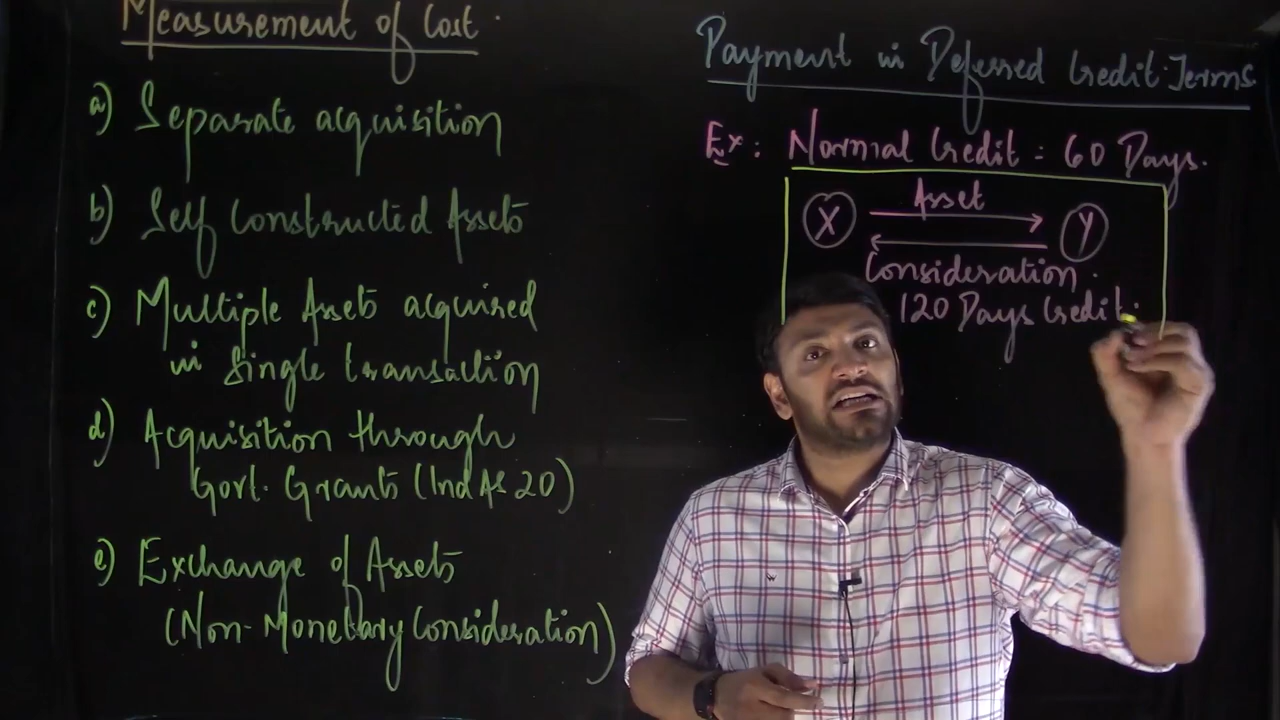 Measurement of Cost.
a) Separate acquisition
b) Self Constructed Assets
c) Multiple Assets acquired
in single transaction
d) Acquisition through
Govt. Grants (Ind AS 20)
e) Exchange of Assets
(Non-Monetary Consideration)
Payment in Deferred Credit Terms.
Ex: Normal Credit = 60 Days.
X Asset Y
Consideration.
120 Days Credit.